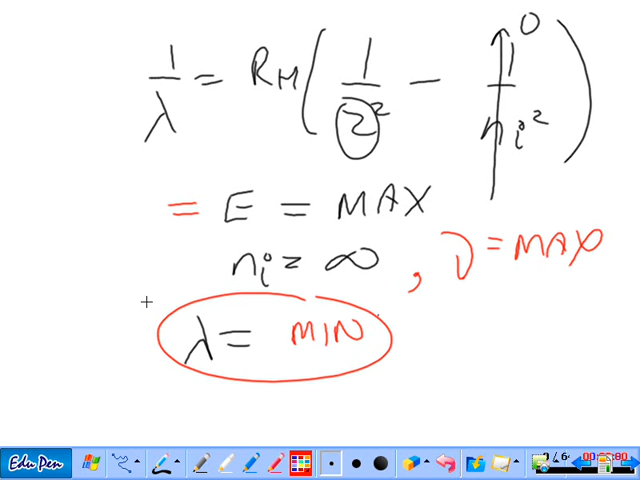 1/λ = RH( 1/2² − 1/ni² ) 0
= E = MAX
ni = ∞ , ν = MAX
λ = MIN
Edu Pen